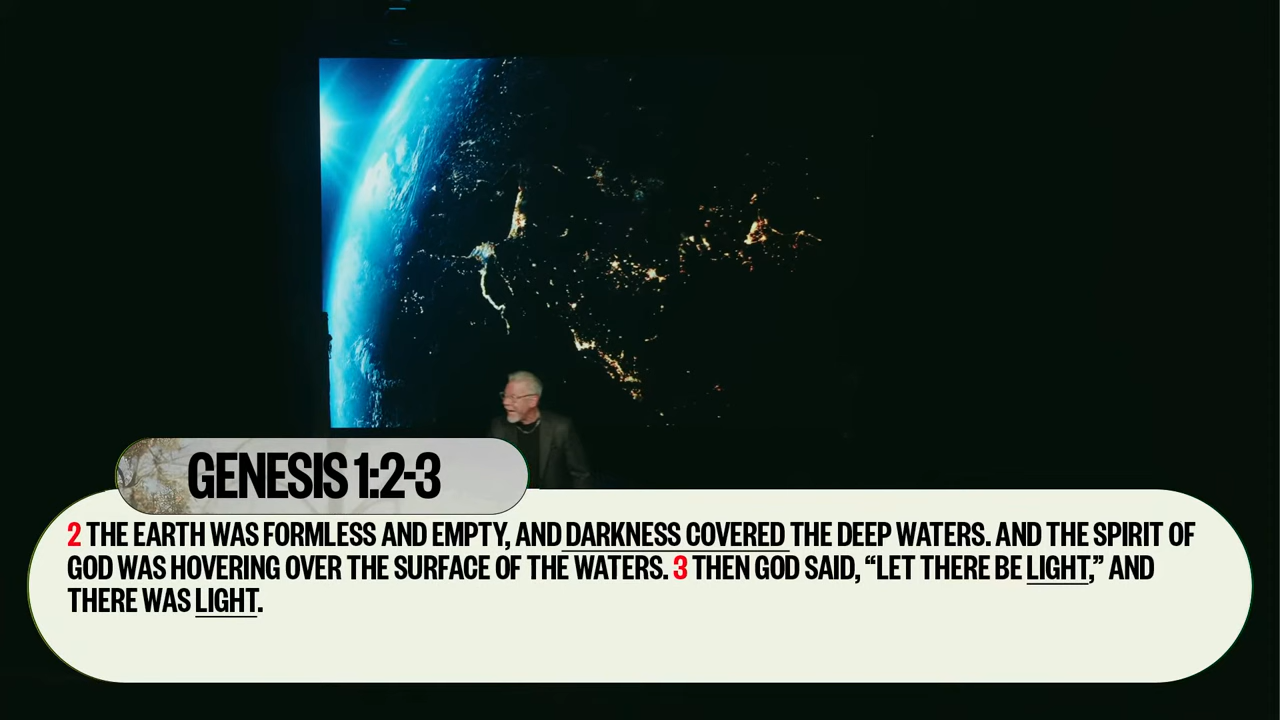 GENESIS 1:2-3
2 THE EARTH WAS FORMLESS AND EMPTY, AND DARKNESS COVERED THE DEEP WATERS. AND THE SPIRIT OF
GOD WAS HOVERING OVER THE SURFACE OF THE WATERS. 3 THEN GOD SAID, “LET THERE BE LIGHT,” AND
THERE WAS LIGHT.